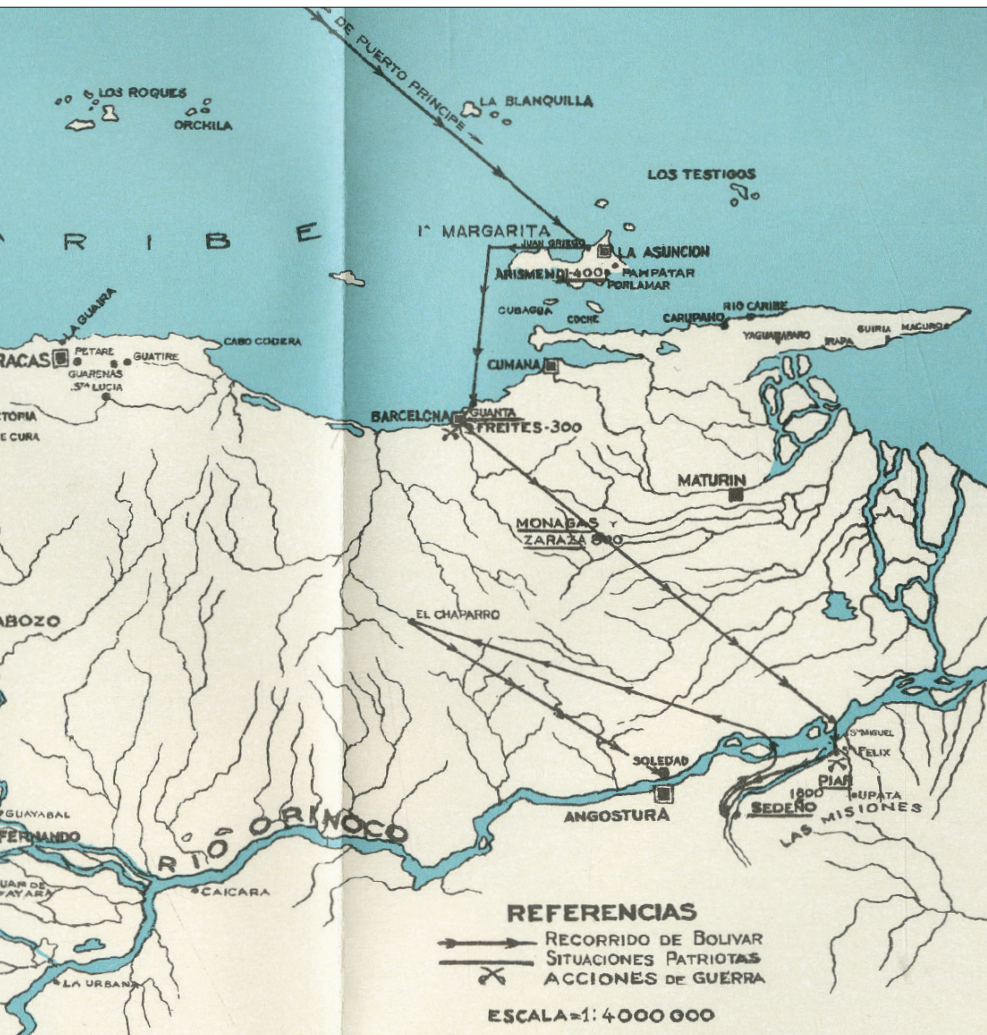 DE PUERTO PRINCIPE
LOS ROQUES
ORCHILA
LA BLANQUILLA
LOS TESTIGOS
R I B E
Iª MARGARITA
JUAN GRIEGO
LA ASUNCION
ARISMENDI-400
PAMPATAR
PORLAMAR
CUBAGUA
COCHE
CARUPANO
RIO CARIBE
YAGUARAPARO
IRAPA
GUIRIA
MACURO
LA GUAIRA
RACAS
PETARE
GUATIRE
GUARENAS
STA LUCIA
CABO CODERA
CUMANA
TORIA
E CURA
BARCELONA
GUANTA
FREITES-300
MATURIN
MONAGAS Y
ZARAZA
ABOZO
EL CHAPARRO
SOLEDAD
ANGOSTURA
Sn MIGUEL
Sn FELIX
PIAR
1800
UPATA
SEDEÑO
LAS MISIONES
GUAYABAL
FERNANDO
RIO ORINOCO
UAN DE
PAYARA
CAICARA
LA URBANA
REFERENCIAS
RECORRIDO DE BOLIVAR
SITUACIONES PATRIOTAS
ACCIONES DE GUERRA
ESCALA=1:4000000